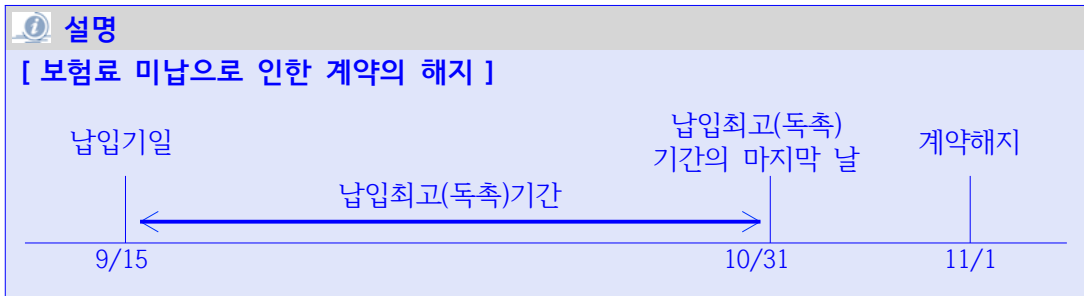 설명
[ 보험료 미납으로 인한 계약의 해지 ]
납입기일
납입최고(독촉)
기간의 마지막 날
계약해지
납입최고(독촉)기간
9/15
10/31
11/1